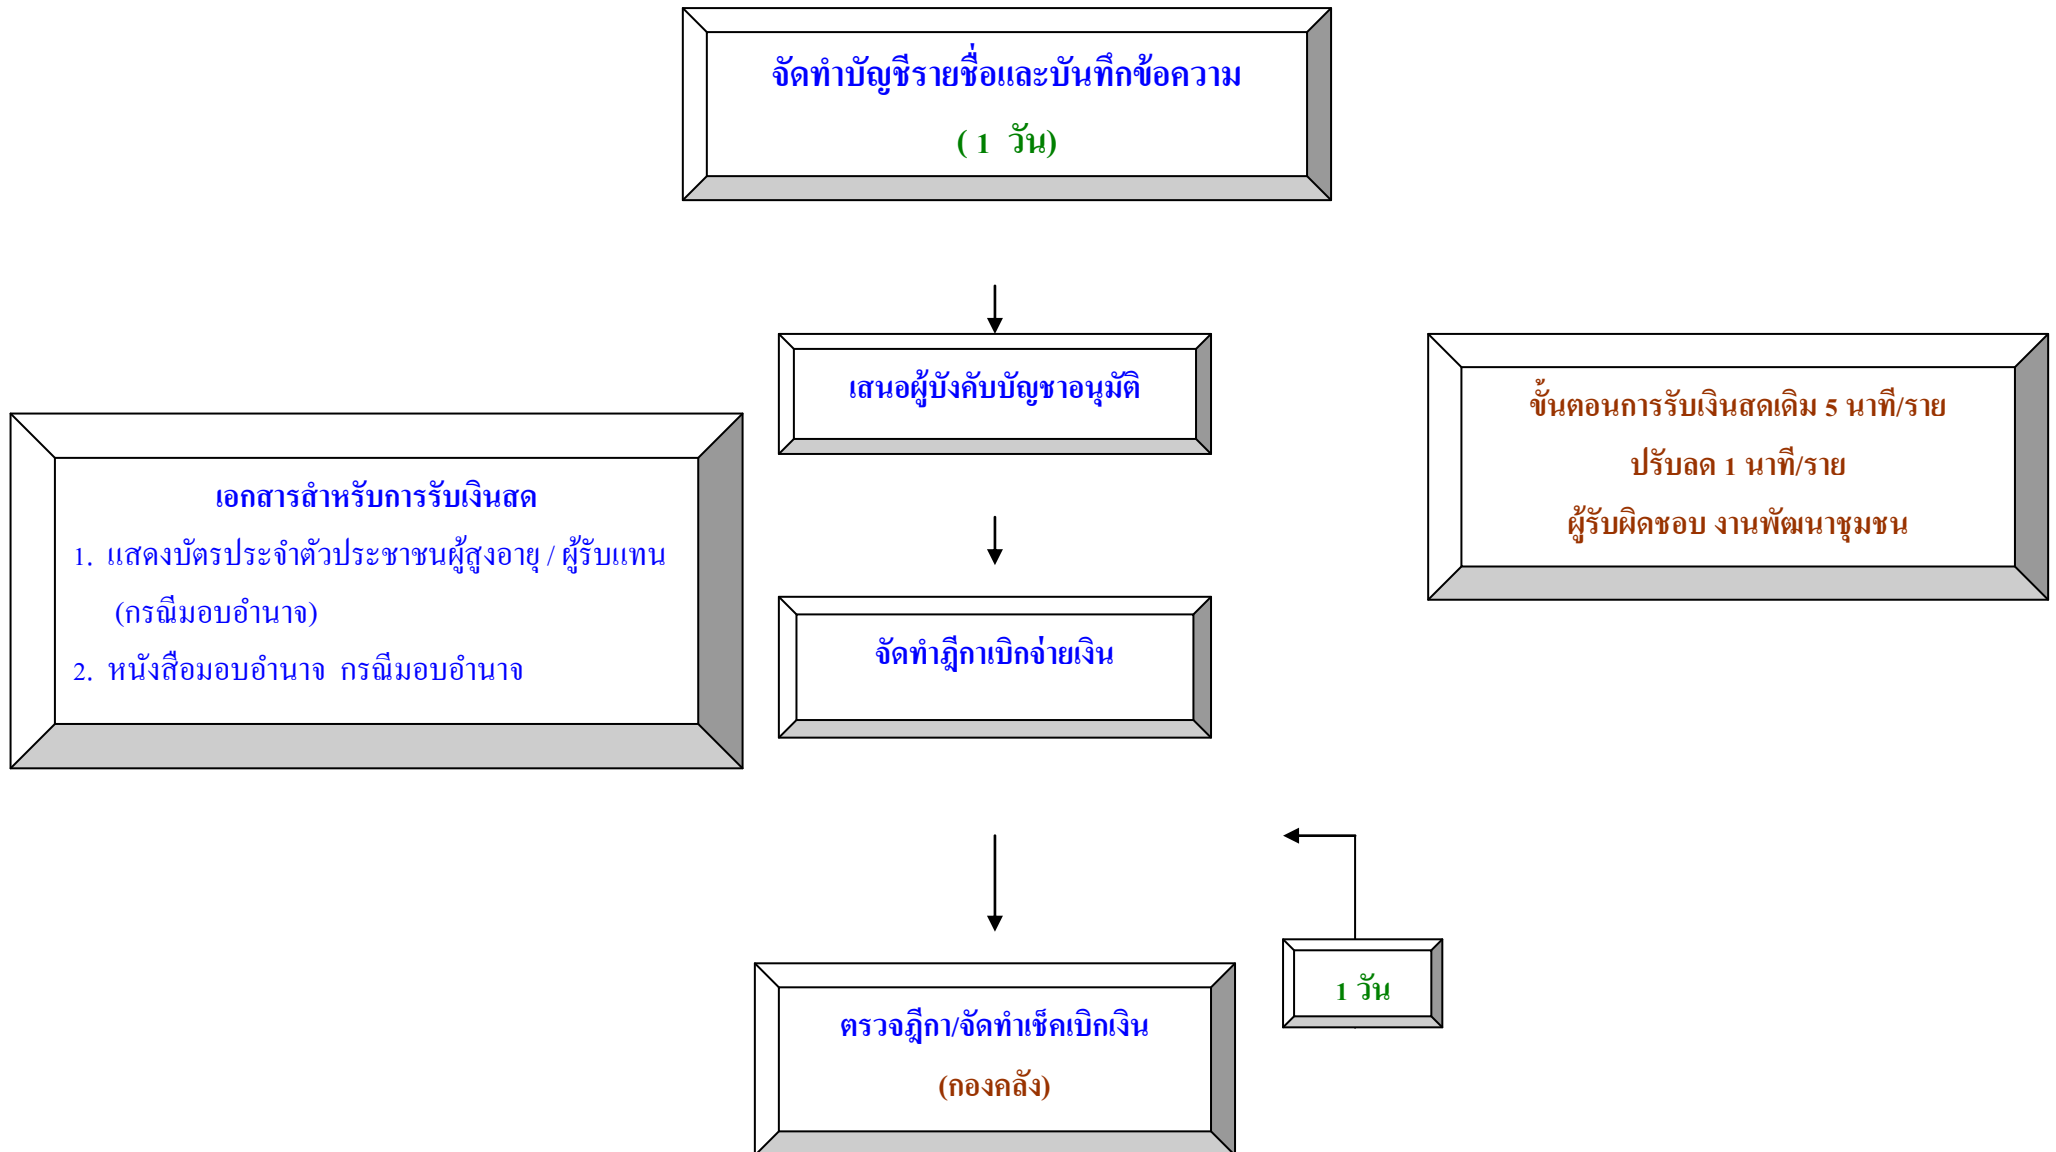 จัดทำบัญชีรายชื่อและบันทึกข้อความ
( 1 วัน)
เสนอผู้บังคับบัญชาอนุมัติ
เอกสารสำหรับการรับเงินสด
1. แสดงบัตรประจำตัวประชาชนผู้สูงอายุ / ผู้รับแทน
(กรณีมอบอำนาจ)
2. หนังสือมอบอำนาจ กรณีมอบอำนาจ
ขั้นตอนการรับเงินสดเดิม 5 นาที/ราย
ปรับลด 1 นาที/ราย
ผู้รับผิดชอบ งานพัฒนาชุมชน
จัดทำฎีกาเบิกจ่ายเงิน
1 วัน
ตรวจฎีกา/จัดทำเช็คเบิกเงิน
(กองคลัง)